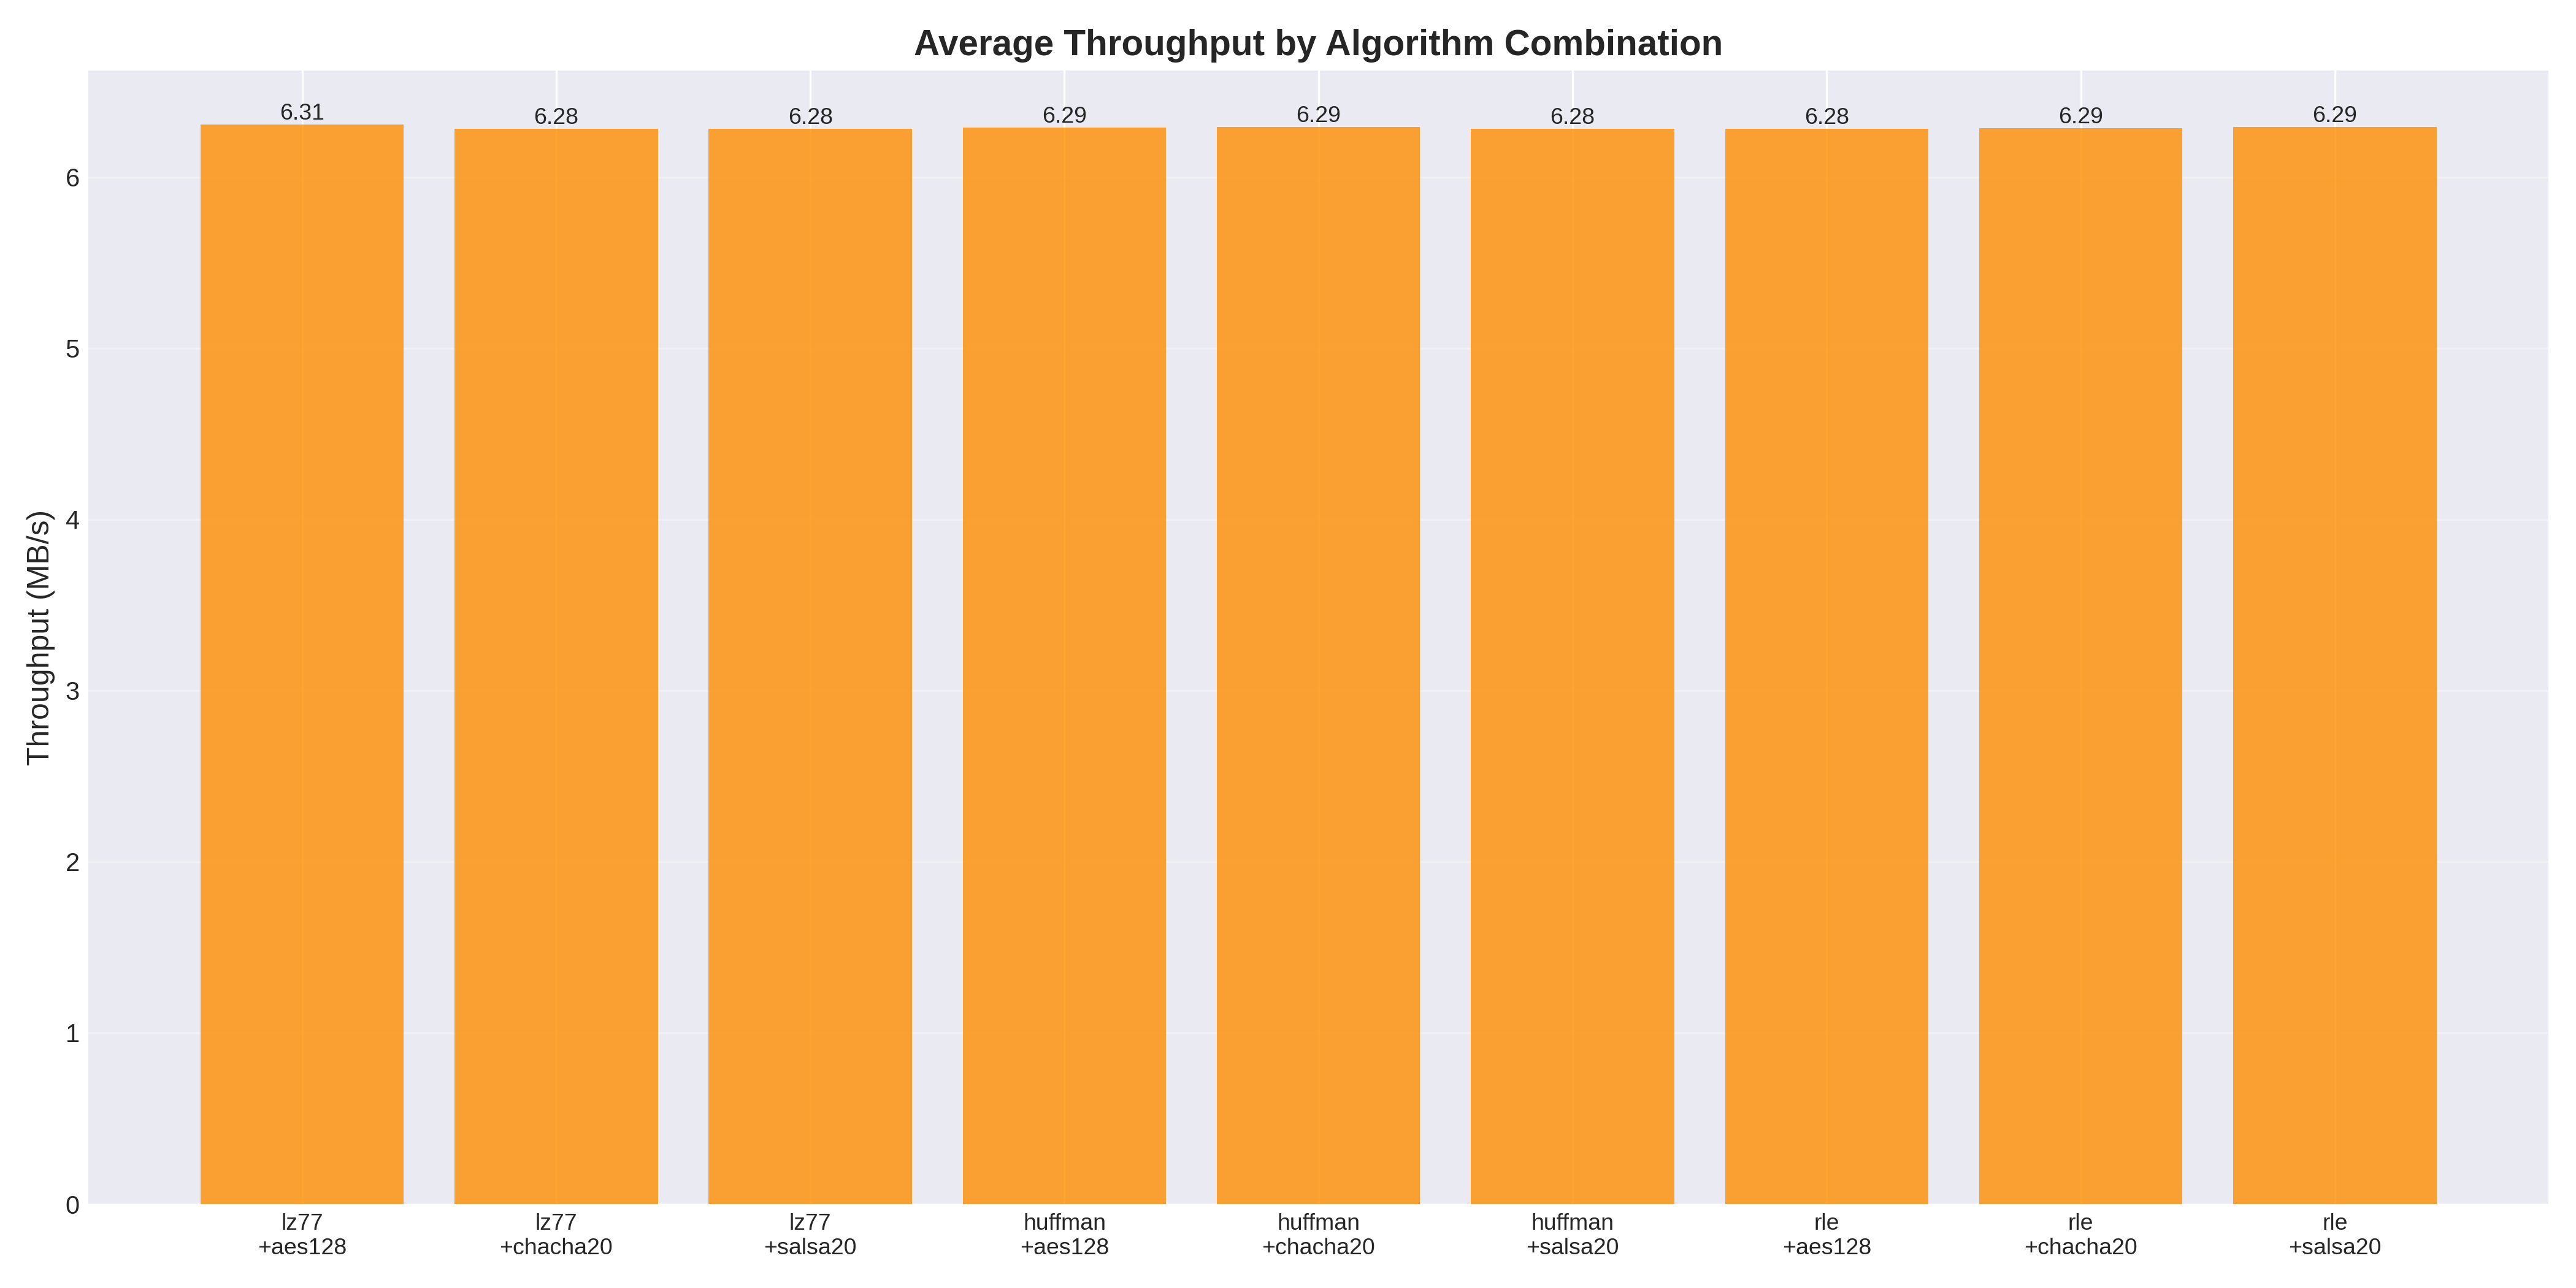 Average Throughput by Algorithm Combination
Throughput (MB/s)
6
5
4
3
2
1
0
6.31
6.28
6.28
6.29
6.29
6.28
6.28
6.29
6.29
lz77
+aes128
lz77
+chacha20
lz77
+salsa20
huffman
+aes128
huffman
+chacha20
huffman
+salsa20
rle
+aes128
rle
+chacha20
rle
+salsa20